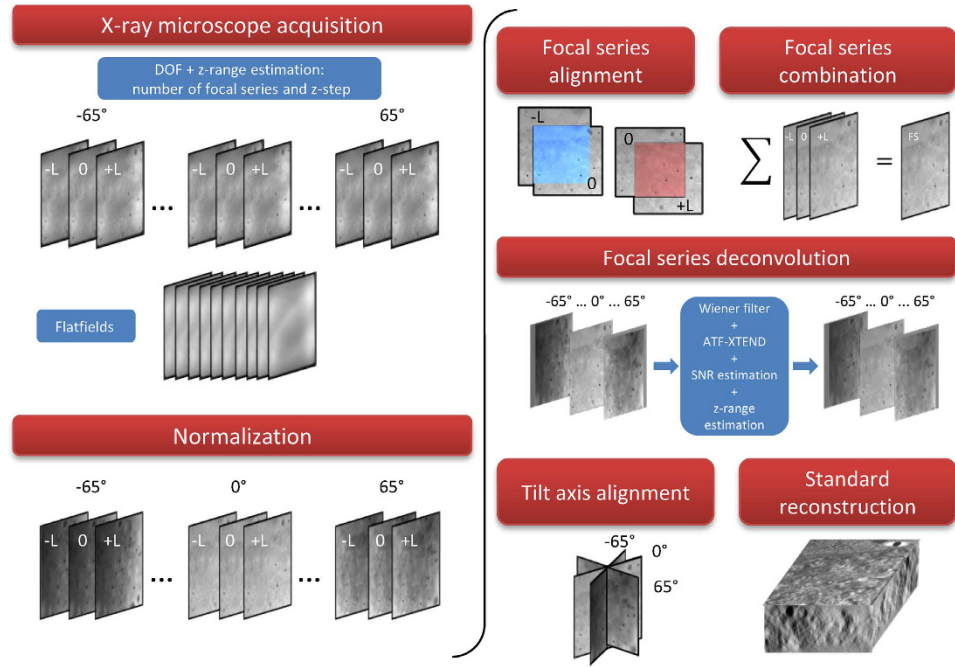 X-ray microscope acquisition
DOF + z-range estimation:
number of focal series and z-step
-65°
65°
-L 0 +L
...
-L 0 +L
...
-L 0 +L
Flatfields
Normalization
-65°
0°
65°
-L 0 +L
...
-L 0 +L
...
-L 0 +L
Focal series
alignment
-L
0
0
+L
Focal series
combination
∑ -L 0 +L = FS
Focal series deconvolution
-65° ... 0° ... 65°
Wiener filter
+
ATF-XTEND
+
SNR estimation
+
z-range
estimation
-65° ... 0° ... 65°
Tilt axis alignment
-65°
0°
65°
Standard
reconstruction